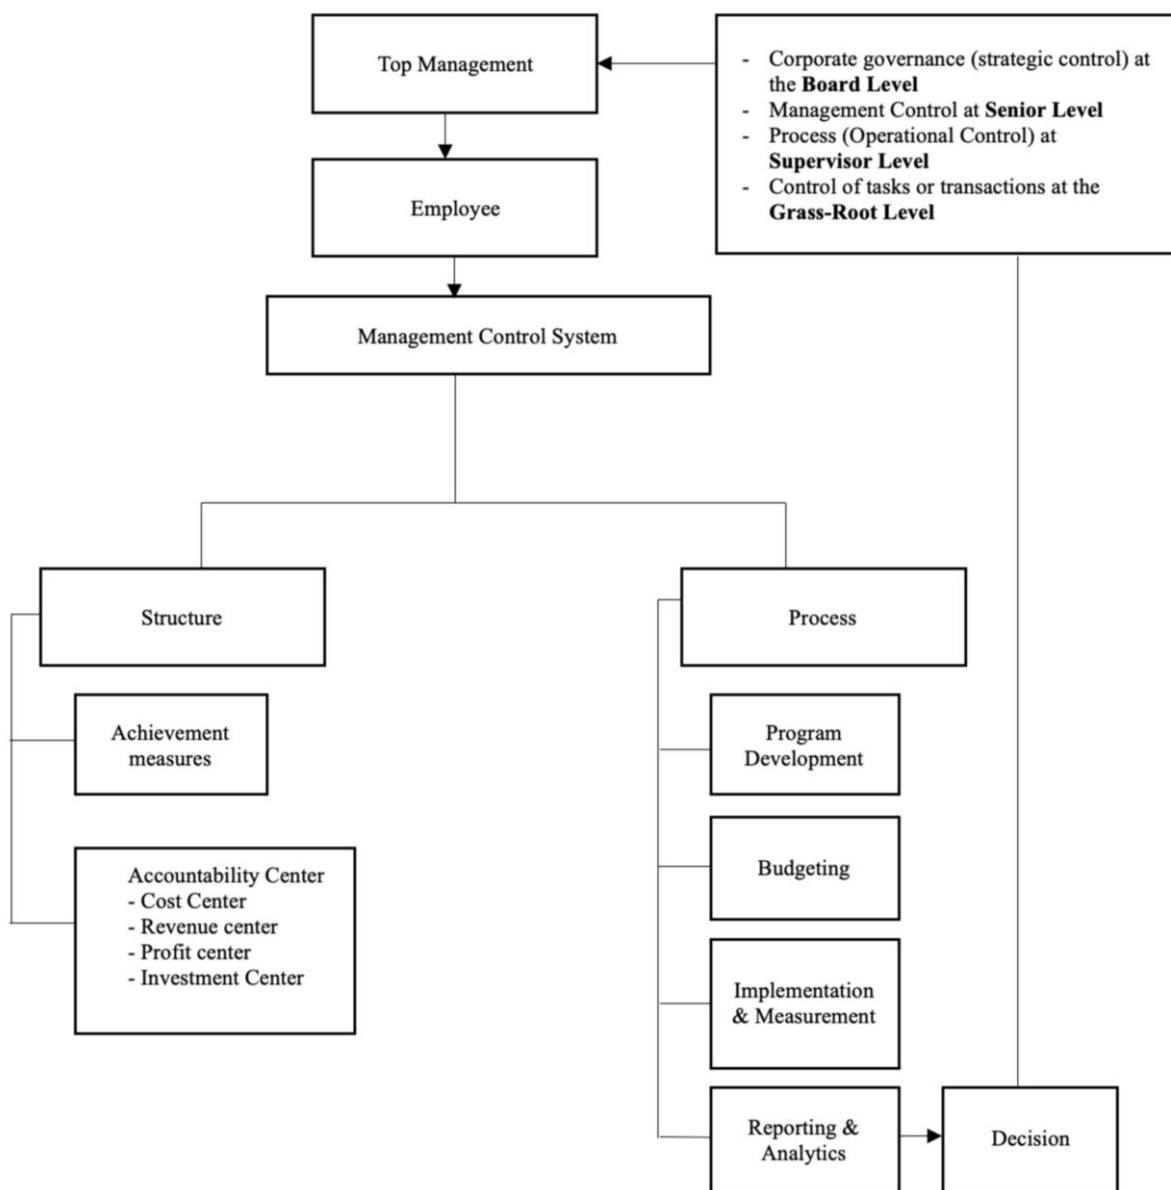 Top Management
- Corporate governance (strategic control) at
the Board Level
- Management Control at Senior Level
- Process (Operational Control) at
Supervisor Level
- Control of tasks or transactions at the
Grass-Root Level
Employee
Management Control System
Structure
Process
Achievement
measures
Program
Development
Accountability Center
- Cost Center
- Revenue center
- Profit center
- Investment Center
Budgeting
Implementation
& Measurement
Reporting &
Analytics
Decision